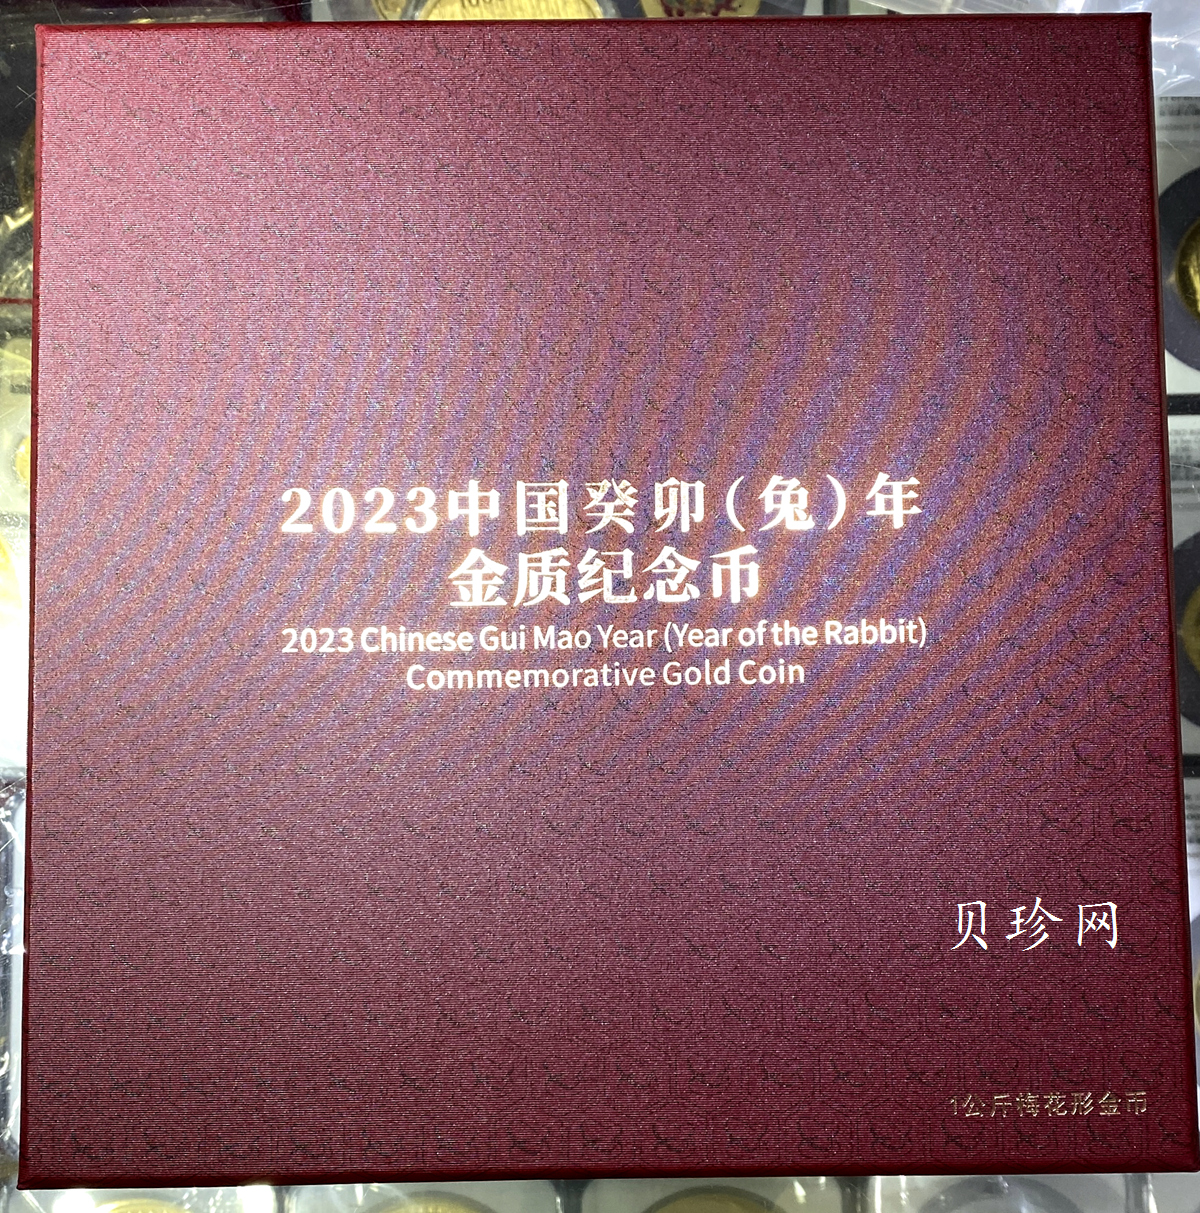 2023中国癸卯（兔）年
金质纪念币
2023 Chinese Gui Mao Year (Year of the Rabbit)
Commemorative Gold Coin
贝珍网
1公斤梅花形金币